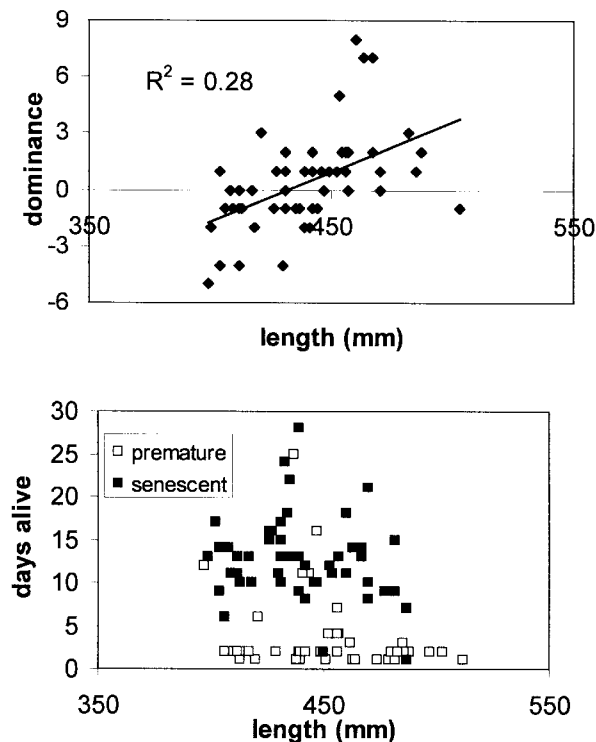 9
R² = 0.28
6
3
0
350 450 550
-3
-6
dominance
length (mm)
30
premature
25
senescent
20
15
10
5
0
days alive
350 450 550
length (mm)